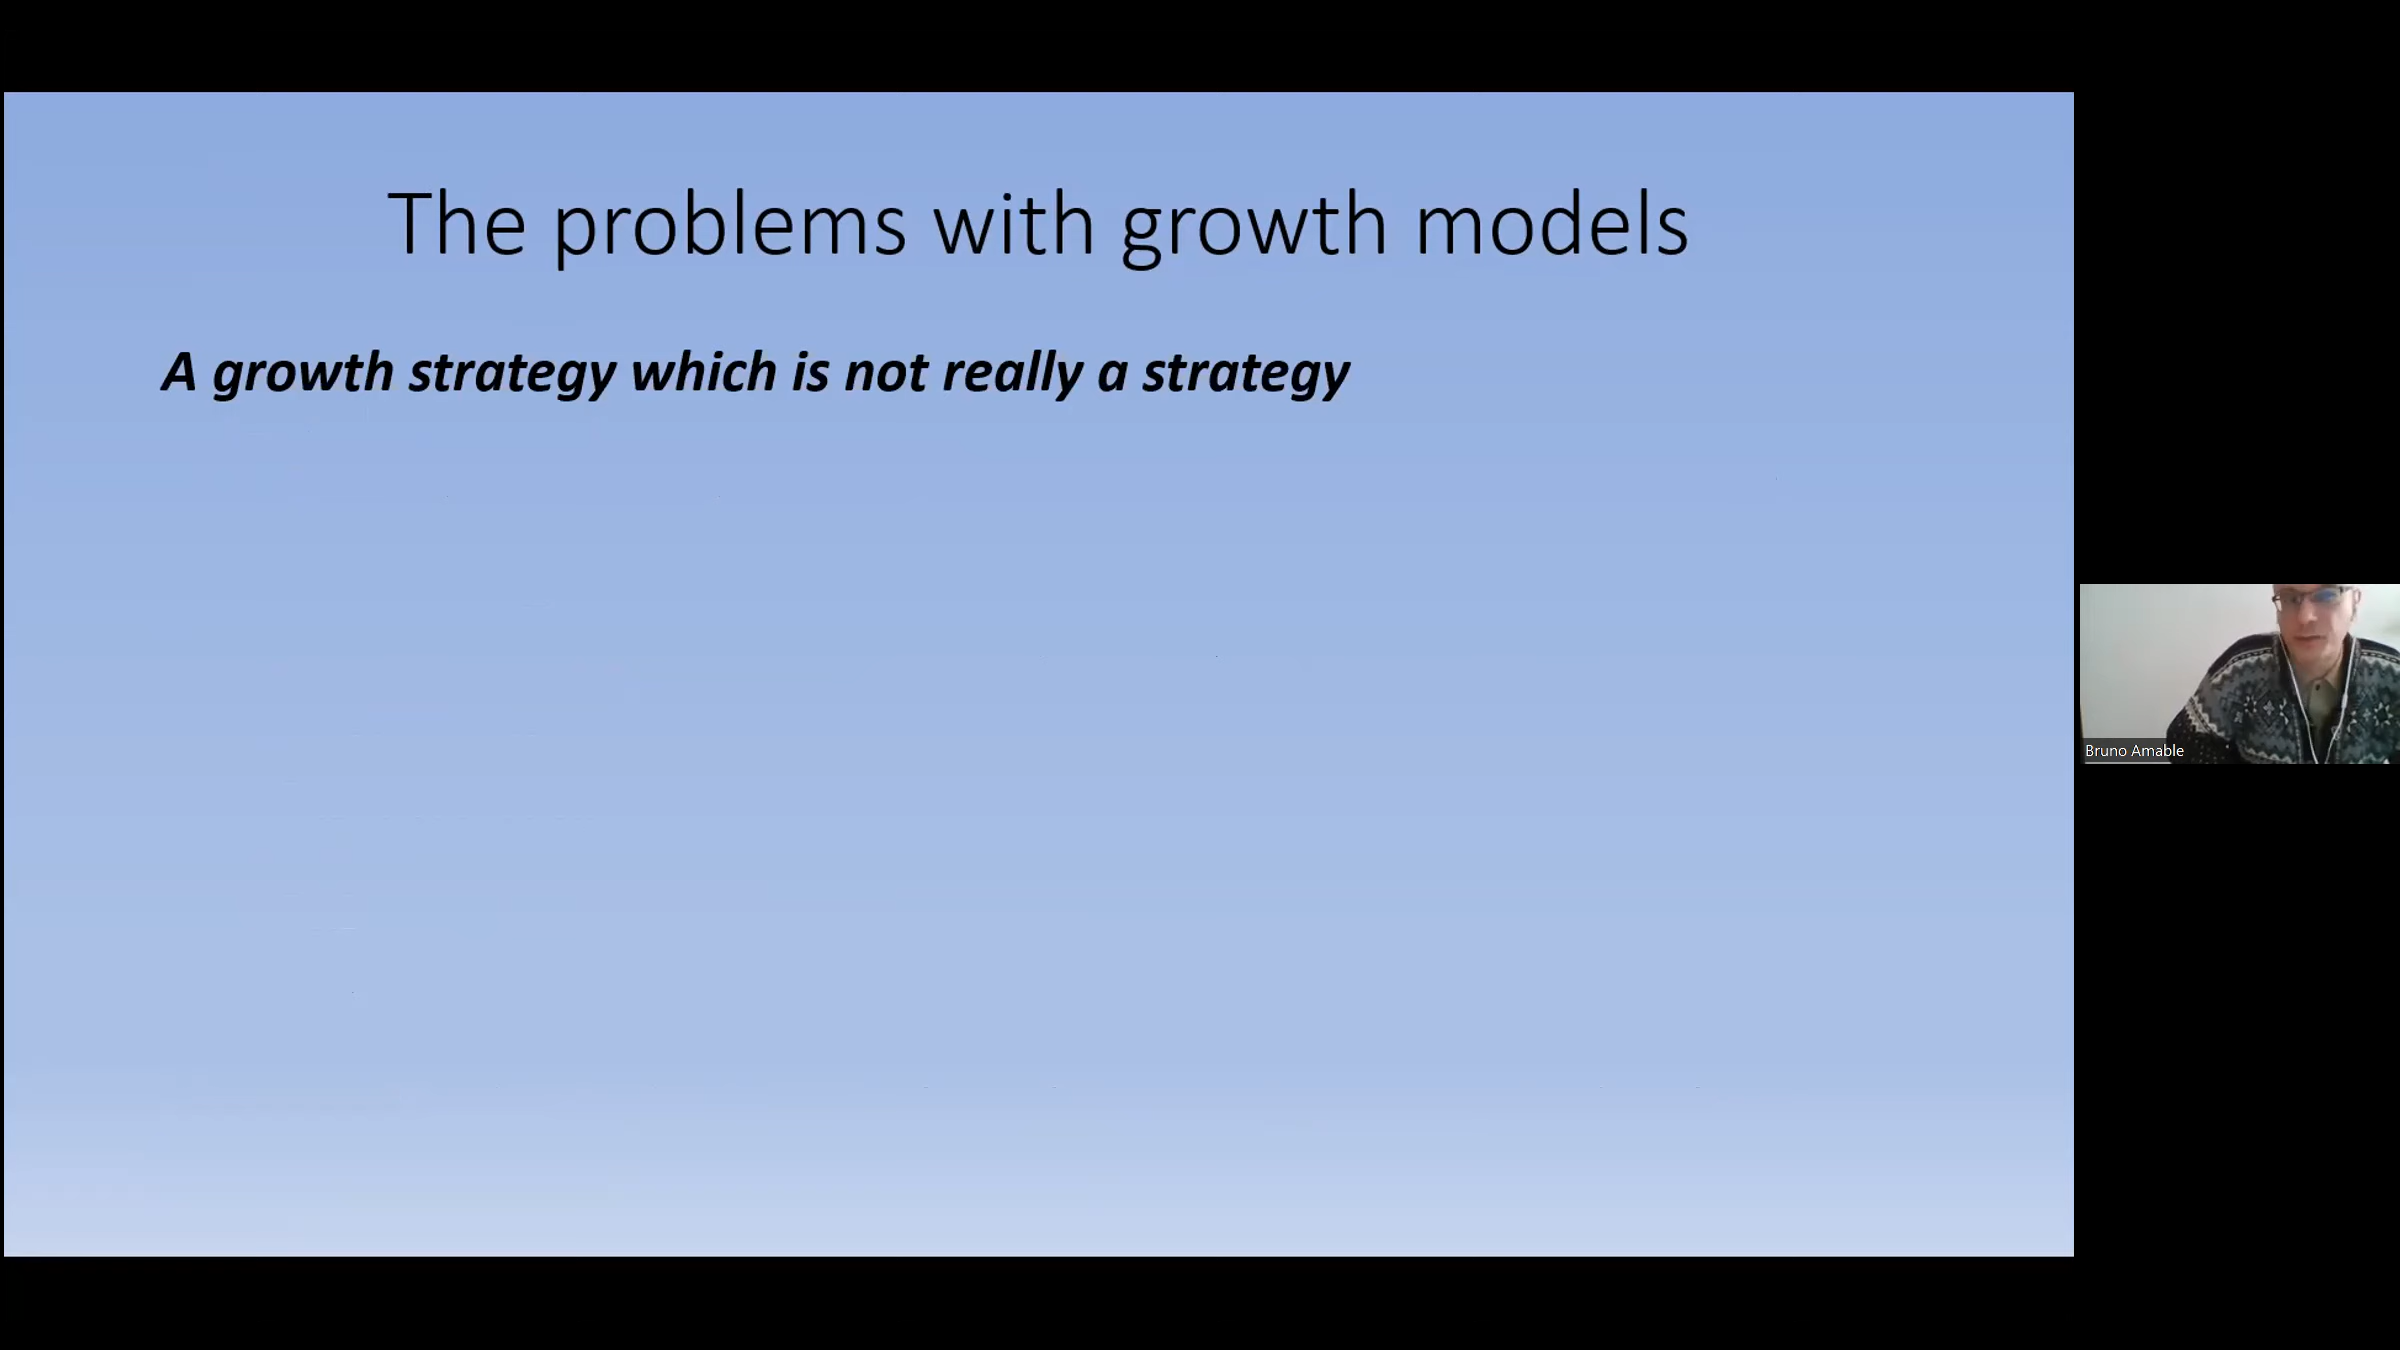 The problems with growth models
A growth strategy which is not really a strategy
Bruno Amable